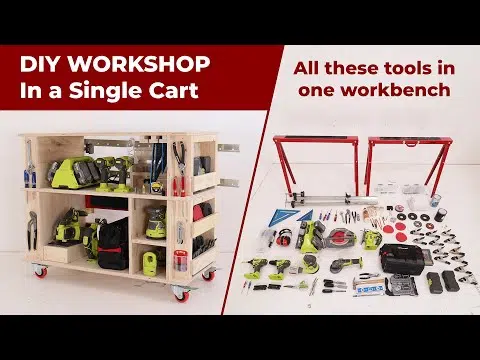 DIY WORKSHOP
In a Single Cart
All these tools in
one workbench